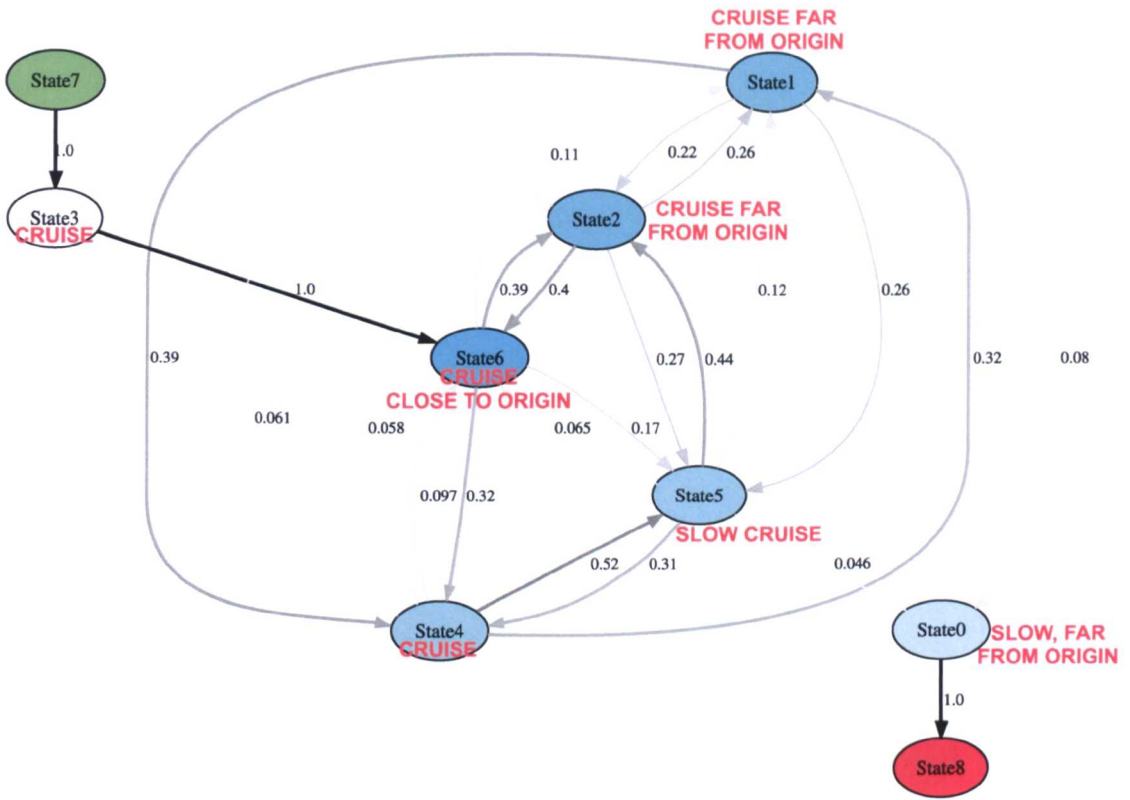 CRUISE FAR
FROM ORIGIN
State7
State1
1.0
0.11
0.22
0.26
State3
CRUISE
State2
CRUISE FAR
FROM ORIGIN
1.0
0.39
0.4
0.12
0.26
0.39
State6
CRUISE
CLOSE TO ORIGIN
0.27
0.44
0.32
0.08
0.061
0.058
0.065
0.17
0.097
0.32
State5
SLOW CRUISE
0.52
0.31
0.046
State4
CRUISE
State0
SLOW, FAR
FROM ORIGIN
1.0
State8